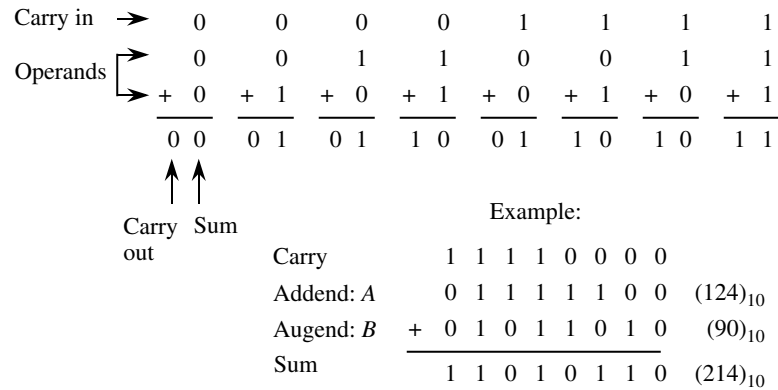 Carry in 0 0 0 0 1 1 1 1
Operands 0 0 1 1 0 0 1 1
+ 0 + 1 + 0 + 1 + 0 + 1 + 0 + 1
0 0 0 1 0 1 1 0 0 1 1 0 1 0 1 1
Carry out Sum
Example:
Carry 1 1 1 1 0 0 0 0
Addend: A 0 1 1 1 1 1 0 0 (124)10
Augend: B + 0 1 0 1 1 0 1 0 (90)10
Sum 1 1 0 1 0 1 1 0 (214)10